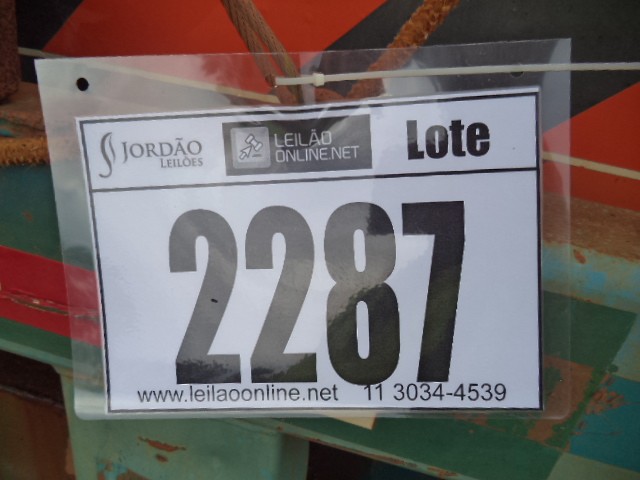 JORDÃO
LEILÕES
LEILÃO
ONLINE.NET
Lote
2287
www.leilaoonline.net 11 3034-4539